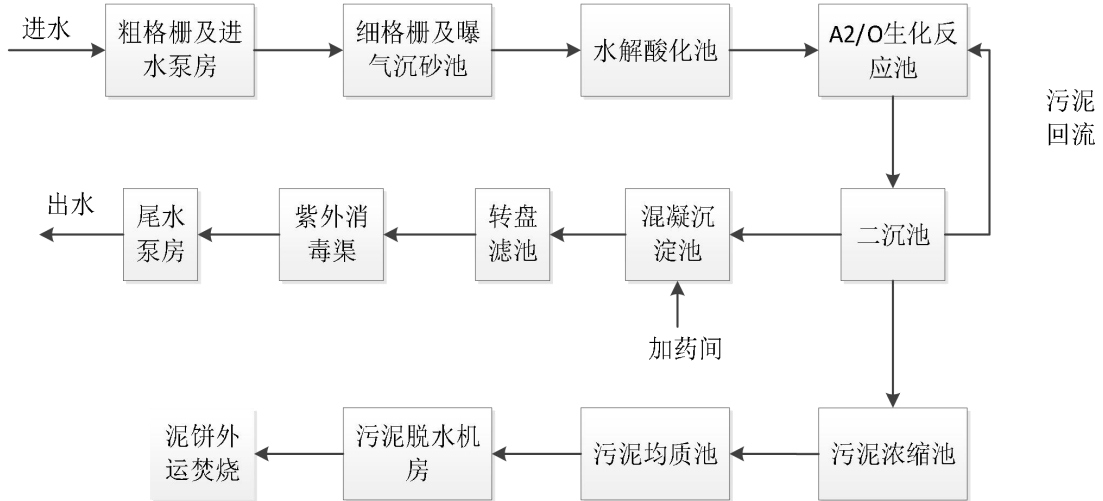 进水
粗格栅及进
水泵房
细格栅及曝
气沉砂池
水解酸化池
A2/O生化反
应池
污泥
回流
出水
尾水
泵房
紫外消
毒渠
转盘
滤池
混凝沉
淀池
二沉池
加药间
泥饼外
运焚烧
污泥脱水机
房
污泥均质池
污泥浓缩池